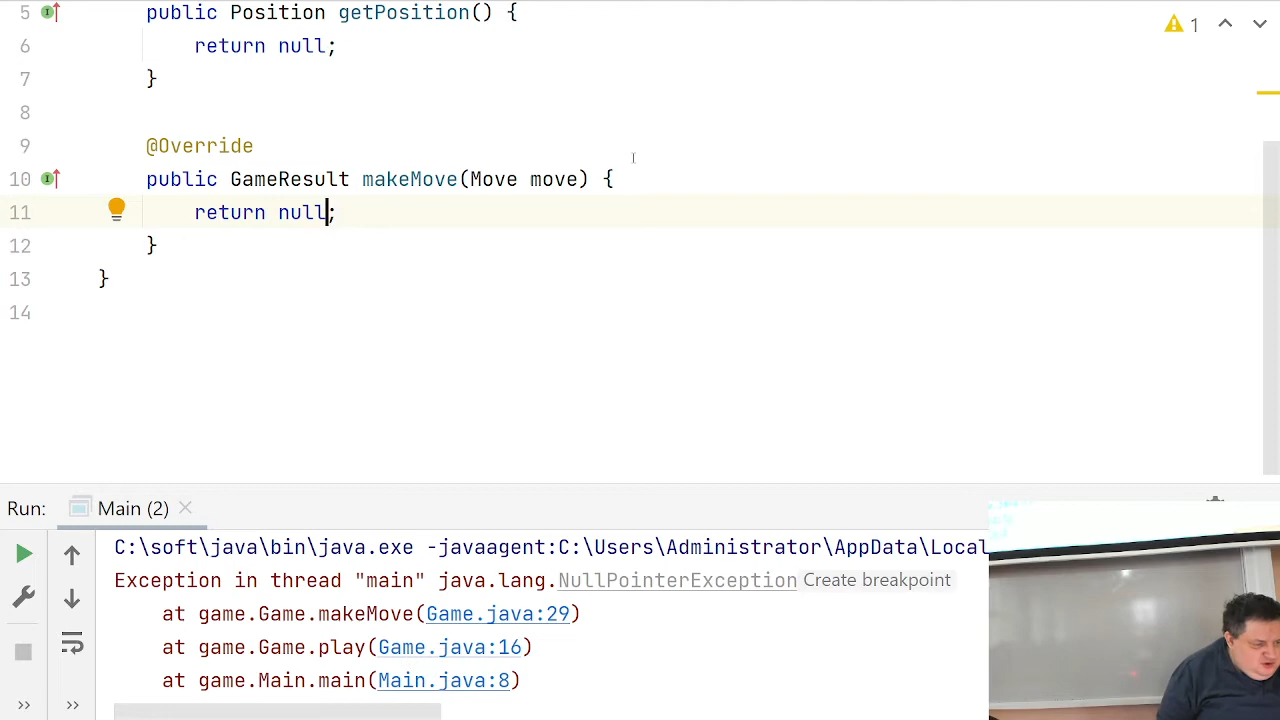 5 public Position getPosition() {
1
6 return null;
7 }
8
9 @Override
10 public GameResult makeMove(Move move) {
11 return null;
12 }
13 }
14
Run: Main (2)
C:\soft\java\bin\java.exe -javaagent:C:\Users\Administrator\AppData\Local
Exception in thread "main" java.lang.NullPointerException Create breakpoint
at game.Game.makeMove(Game.java:29)
at game.Game.play(Game.java:16)
at game.Main.main(Main.java:8)